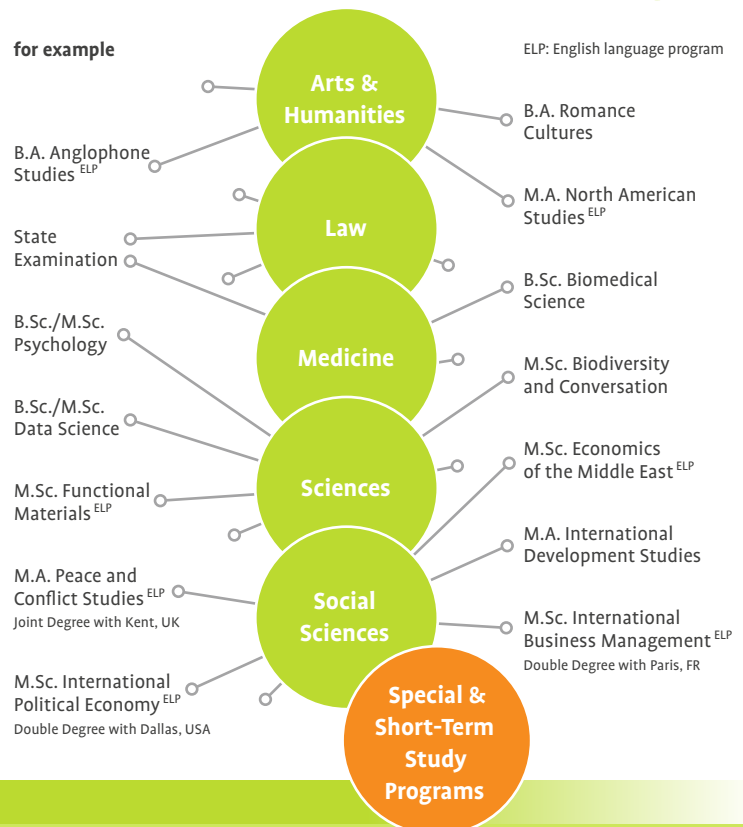 for example
ELP: English language program
Arts &
Humanities
B.A. Romance
Cultures
B.A. Anglophone
Studies ELP
M.A. North American
Studies ELP
Law
State
Examination
B.Sc. Biomedical
Science
B.Sc./M.Sc.
Psychology
Medicine
M.Sc. Biodiversity
and Conversation
B.Sc./M.Sc.
Data Science
M.Sc. Economics
of the Middle East ELP
Sciences
M.Sc. Functional
Materials ELP
M.A. International
Development Studies
M.A. Peace and
Conflict Studies ELP
Joint Degree with Kent, UK
Social
Sciences
M.Sc. International
Business Management ELP
Double Degree with Paris, FR
M.Sc. International
Political Economy ELP
Double Degree with Dallas, USA
Special &
Short-Term
Study
Programs